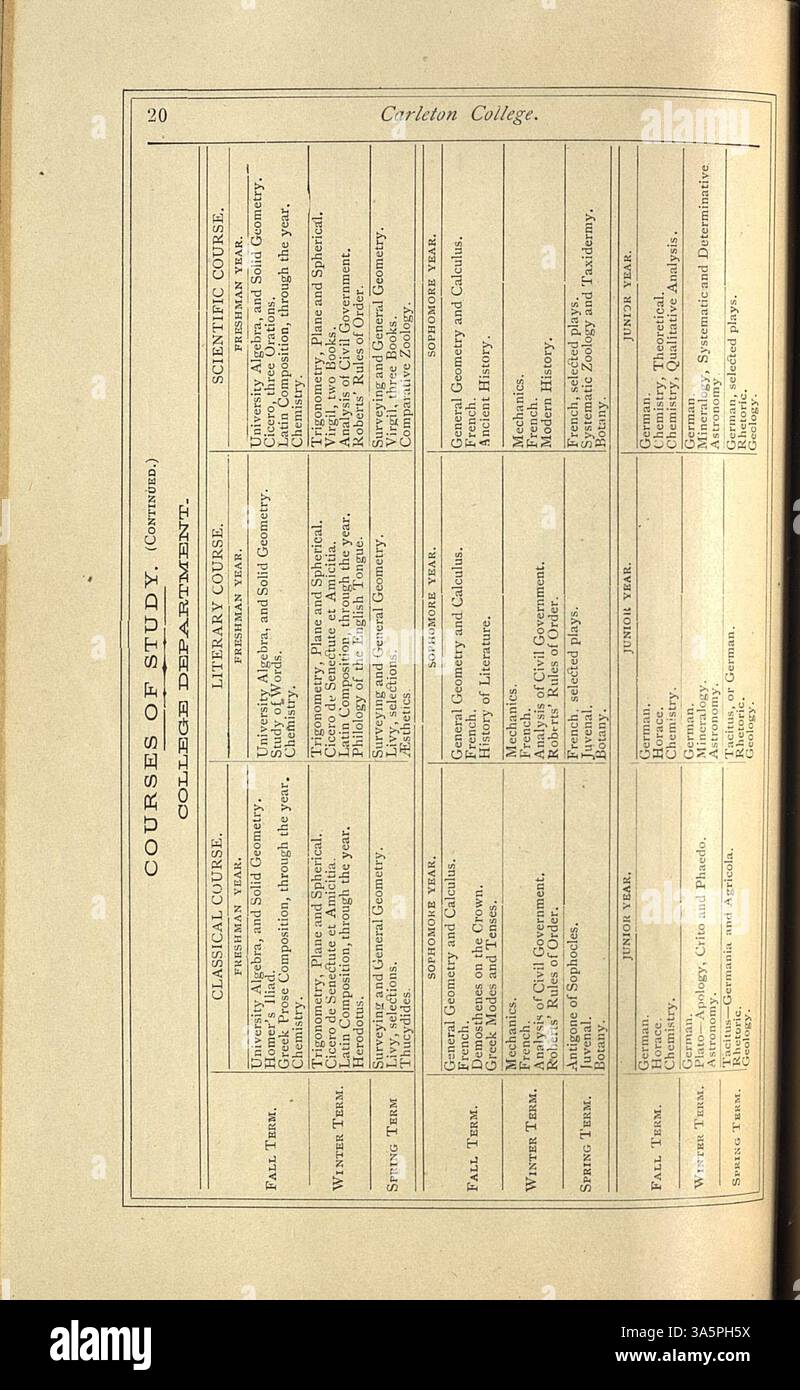 20
Carleton College.
COURSES OF STUDY. (CONTINUED.)
COLLEGE DEPARTMENT.
CLASSICAL COURSE.
LITERARY COURSE.
SCIENTIFIC COURSE.
FRESHMAN YEAR.
FRESHMAN YEAR.
FRESHMAN YEAR.
FALL TERM.
University Algebra, and Solid Geometry.
Homer's Iliad.
Greek Prose Composition, through the year.
Chemistry.
University Algebra, and Solid Geometry.
Study of Words.
Chemistry.
University Algebra, and Solid Geometry.
Cicero, three Orations.
Latin Composition, through the year.
Chemistry.
WINTER TERM.
Trigonometry, Plane and Spherical.
Cicero de Senectute et Amicitia.
Latin Composition, through the year.
Herodotus.
Trigonometry, Plane and Spherical.
Cicero de Senectute et Amicitia.
Latin Composition, through the year.
Philology of the English Tongue.
Trigonometry, Plane and Spherical.
Virgil, two Books.
Analysis of Civil Government.
Roberts' Rules of Order.
SPRING TERM
Surveying and General Geometry.
Livy, selections.
Thucydides.
Surveying and General Geometry.
Livy, selections.
Æsthetics.
Surveying and General Geometry.
Virgil, three Books.
Comparative Zoology.
SOPHOMORE YEAR.
SOPHOMORE YEAR.
SOPHOMORE YEAR.
FALL TERM.
General Geometry and Calculus.
French.
Demosthenes on the Crown.
Greek Modes and Tenses.
General Geometry and Calculus.
French.
History of Literature.
General Geometry and Calculus.
French.
Ancient History.
WINTER TERM.
Mechanics.
French.
Analysis of Civil Government.
Roberts' Rules of Order.
Mechanics.
French.
Analysis of Civil Government.
Roberts' Rules of Order.
Mechanics.
French.
Modern History.
SPRING TERM.
Antigone of Sophocles.
Juvenal.
Botany.
French, selected plays.
Juvenal.
Botany.
French, selected plays.
Systematic Zoology and Taxidermy.
Botany.
JUNIOR YEAR.
JUNIOR YEAR.
JUNIOR YEAR.
FALL TERM.
German.
Horace.
Chemistry.
German.
Horace.
Chemistry.
German.
Chemistry, Theoretical.
Chemistry, Qualitative Analysis.
WINTER TERM.
German.
Plato—Apology, Crito and Phaedo.
Astronomy.
German.
Mineralogy.
Astronomy.
German.
Mineralogy, Systematic and Determinative
Astronomy
SPRING TERM.
Tacitus—Germania and Agricola.
Rhetoric.
Geology.
Tacitus, or German.
Rhetoric.
Geology.
German, selected plays.
Rhetoric.
Geology.
alamy
Image ID: 3A5PH5X
www.alamy.com